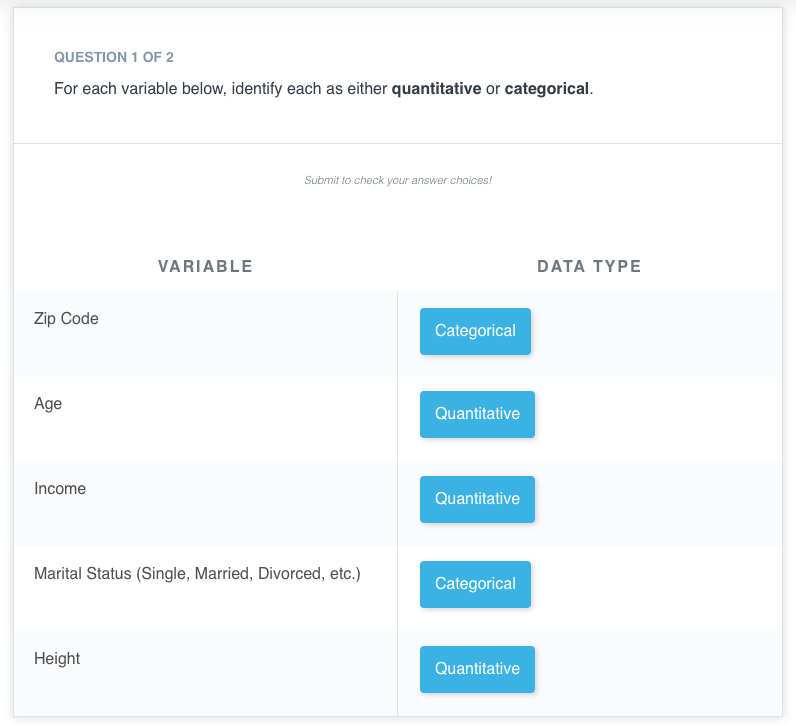 QUESTION 1 OF 2
For each variable below, identify each as either quantitative or categorical.
Submit to check your answer choices!
VARIABLE DATA TYPE
Zip Code Categorical
Age Quantitative
Income Quantitative
Marital Status (Single, Married, Divorced, etc.) Categorical
Height Quantitative